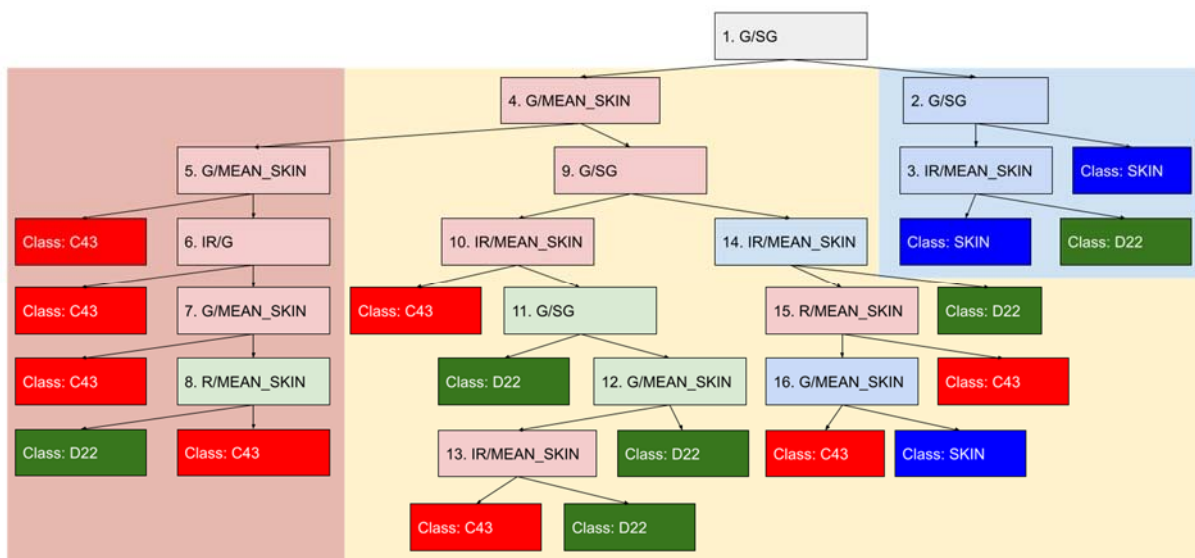 1. G/SG
4. G/MEAN_SKIN
2. G/SG
5. G/MEAN_SKIN
9. G/SG
3. IR/MEAN_SKIN
Class: SKIN
Class: C43
6. IR/G
10. IR/MEAN_SKIN
14. IR/MEAN_SKIN
Class: SKIN
Class: D22
Class: C43
7. G/MEAN_SKIN
Class: C43
11. G/SG
15. R/MEAN_SKIN
Class: D22
Class: C43
8. R/MEAN_SKIN
Class: D22
12. G/MEAN_SKIN
16. G/MEAN_SKIN
Class: C43
Class: D22
Class: C43
13. IR/MEAN_SKIN
Class: D22
Class: C43
Class: SKIN
Class: C43
Class: D22